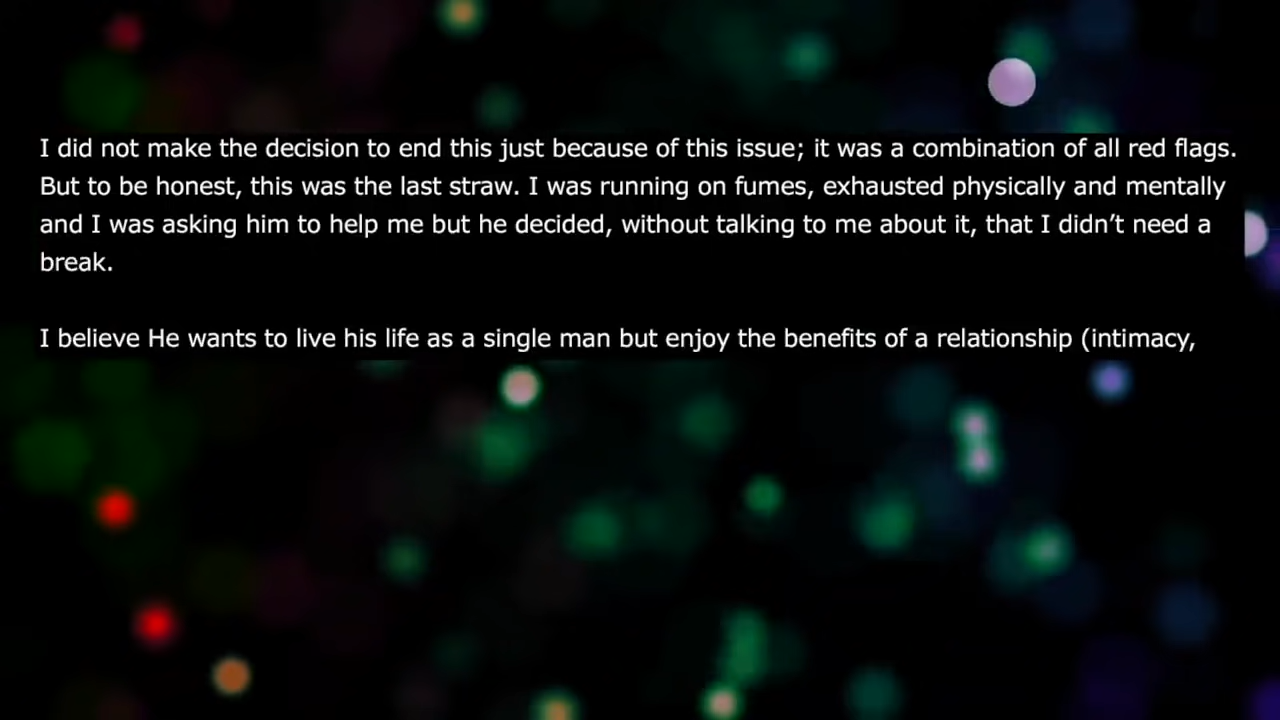 I did not make the decision to end this just because of this issue; it was a combination of all red flags.
But to be honest, this was the last straw. I was running on fumes, exhausted physically and mentally
and I was asking him to help me but he decided, without talking to me about it, that I didn’t need a
break.
I believe He wants to live his life as a single man but enjoy the benefits of a relationship (intimacy,